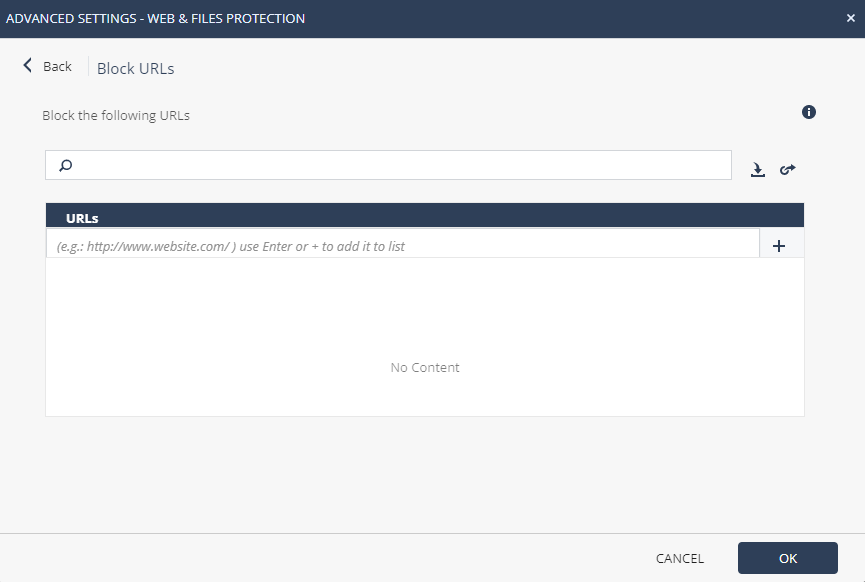 ADVANCED SETTINGS - WEB & FILES PROTECTION
Back
Block URLs
Block the following URLs
URLs
(e.g.: http://www.website.com/ ) use Enter or + to add it to list
No Content
CANCEL
OK